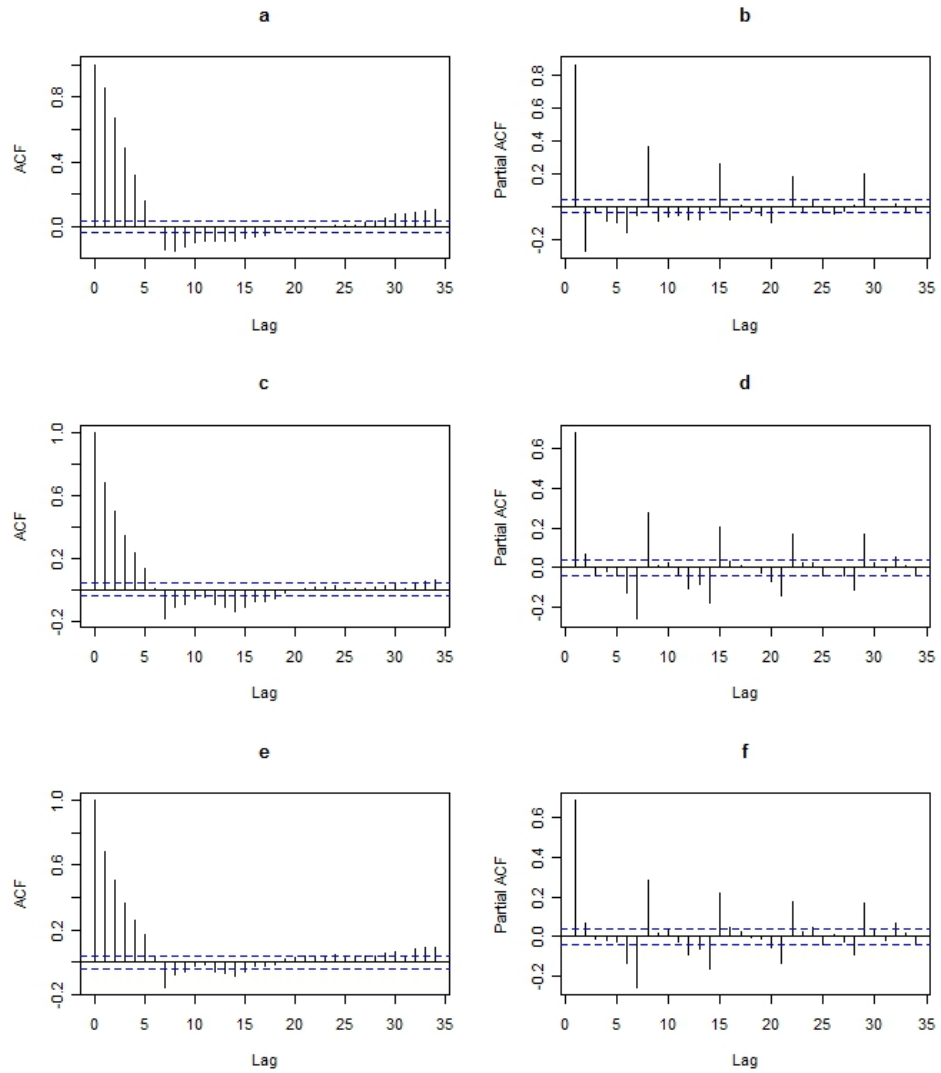 a
ACF
0.0 0.4 0.8
0 5 10 15 20 25 30 35
Lag
b
Partial ACF
-0.2 0.2 0.4 0.6 0.8
0 5 10 15 20 25 30 35
Lag
c
ACF
-0.2 0.2 0.6 1.0
0 5 10 15 20 25 30 35
Lag
d
Partial ACF
-0.2 0.0 0.2 0.4 0.6
0 5 10 15 20 25 30 35
Lag
e
ACF
-0.2 0.2 0.6 1.0
0 5 10 15 20 25 30 35
Lag
f
Partial ACF
-0.2 0.0 0.2 0.4 0.6
0 5 10 15 20 25 30 35
Lag